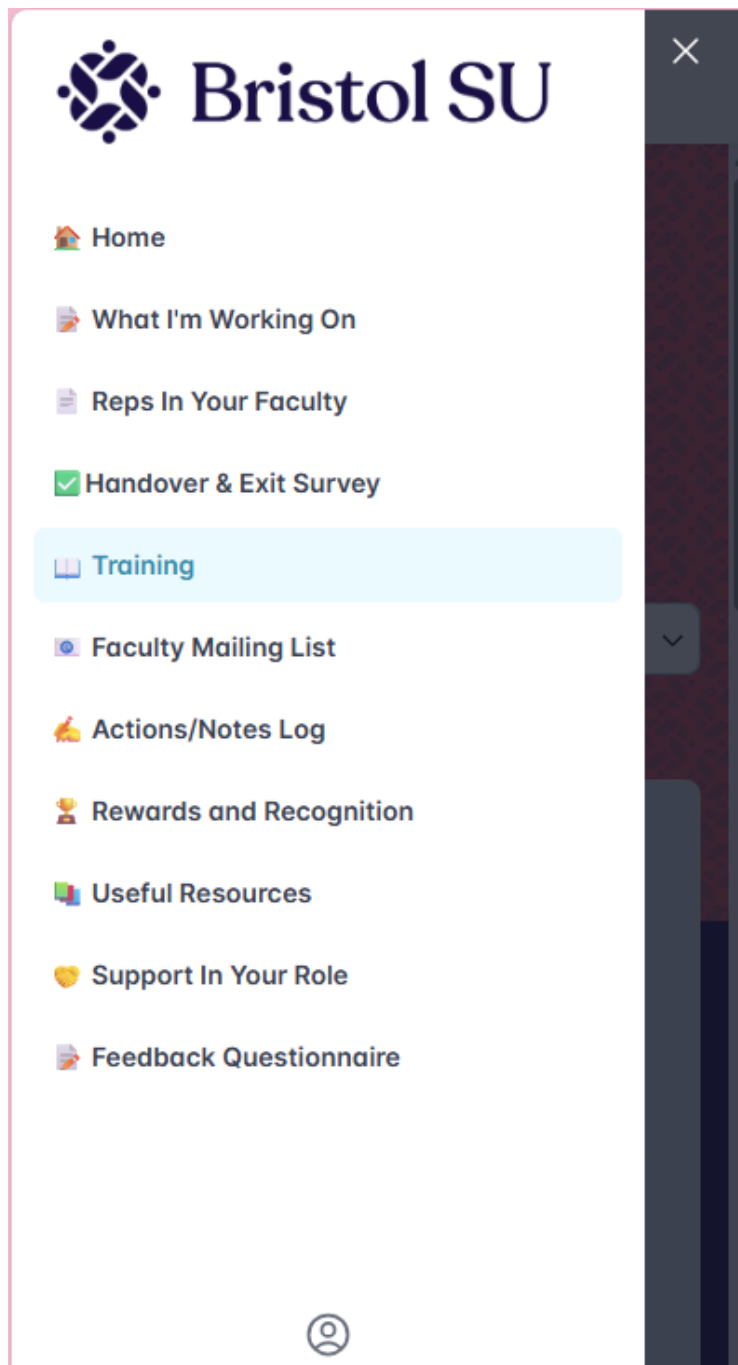 Bristol SU
Home
What I'm Working On
Reps In Your Faculty
Handover & Exit Survey
Training
Faculty Mailing List
Actions/Notes Log
Rewards and Recognition
Useful Resources
Support In Your Role
Feedback Questionnaire